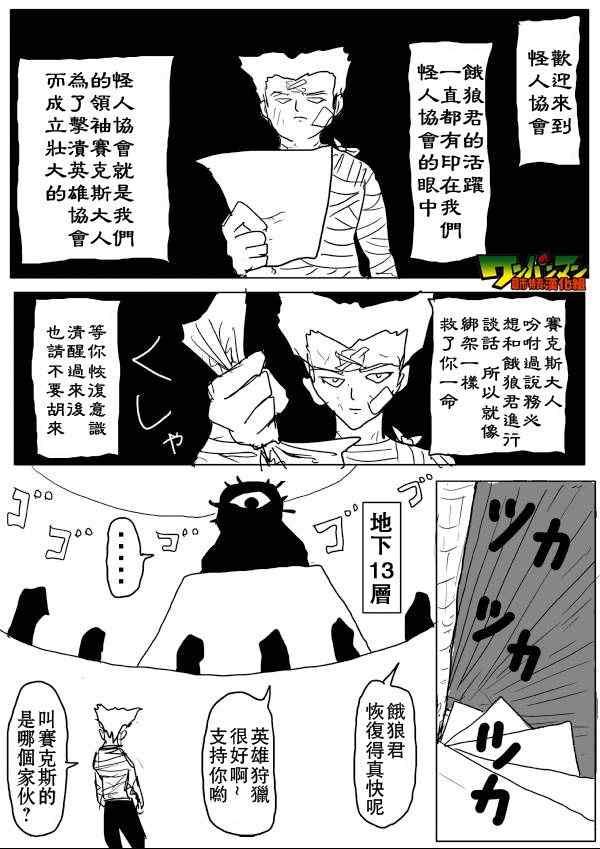 歡迎來到
怪人協會
餓狼君的活躍
一直都有印在我們
怪人協會的眼中
怪人協會就是我們
的領袖賽克斯大人
為了擊潰英雄協會
而成立壯大的
ワンパンマン
賽克斯大人
吩咐過說務必
想和餓狼君進行
談話 所以就像
綁架一樣
救了你一命
くしゃ
等你恢復意識
清醒過來後
也請不要胡來
ツカ
ツカ
ツカ
地下13層
ゴゴゴ
ゴゴゴ
・・・・・
餓狼君
恢復得真快呢
英雄狩獵
很好啊~
支持你喲
叫賽克斯的
是哪個家伙?